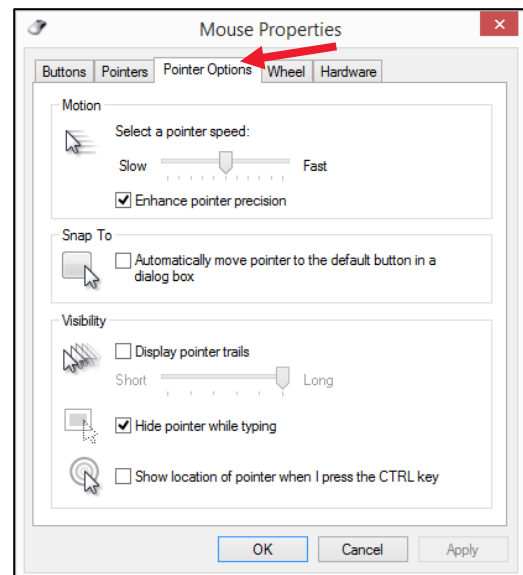 Mouse Properties
Buttons Pointers Pointer Options Wheel Hardware
Motion
Select a pointer speed:
Slow Fast
Enhance pointer precision
Snap To
Automatically move pointer to the default button in a
dialog box
Visibility
Display pointer trails
Short Long
Hide pointer while typing
Show location of pointer when I press the CTRL key
OK Cancel Apply